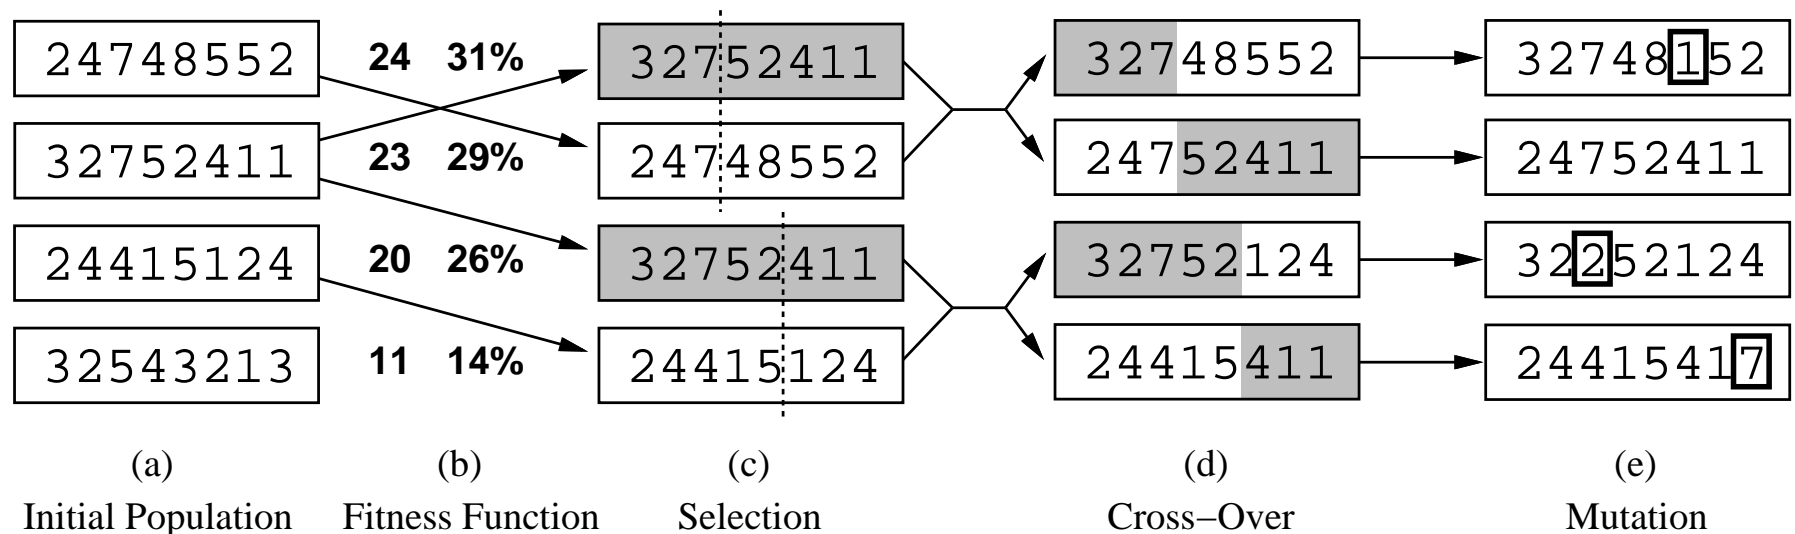 24748552 24 31% 32752411 32748552 32748152
32752411 23 29% 24748552 24752411 24752411
24415124 20 26% 32752411 32752124 32252124
32543213 11 14% 24415124 24415411 24415417
(a) (b) (c) (d) (e)
Initial Population Fitness Function Selection Cross−Over Mutation